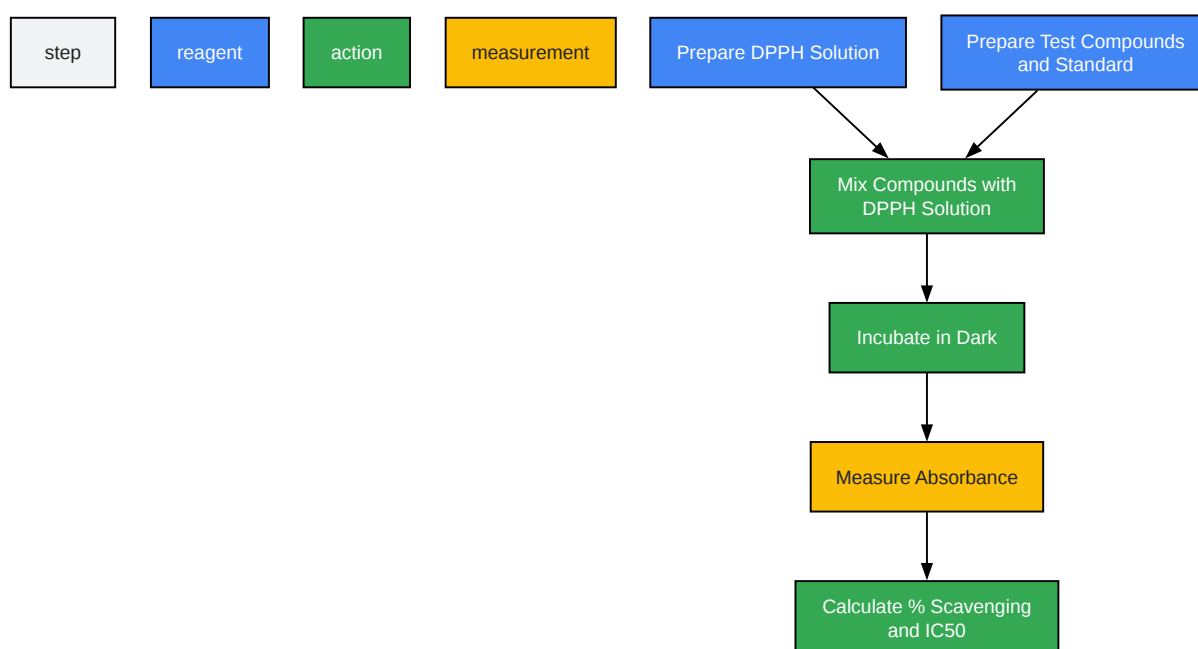 step
reagent
action
measurement
Prepare DPPH Solution
Prepare Test Compounds
and Standard
Mix Compounds with
DPPH Solution
Incubate in Dark
Measure Absorbance
Calculate % Scavenging
and IC50